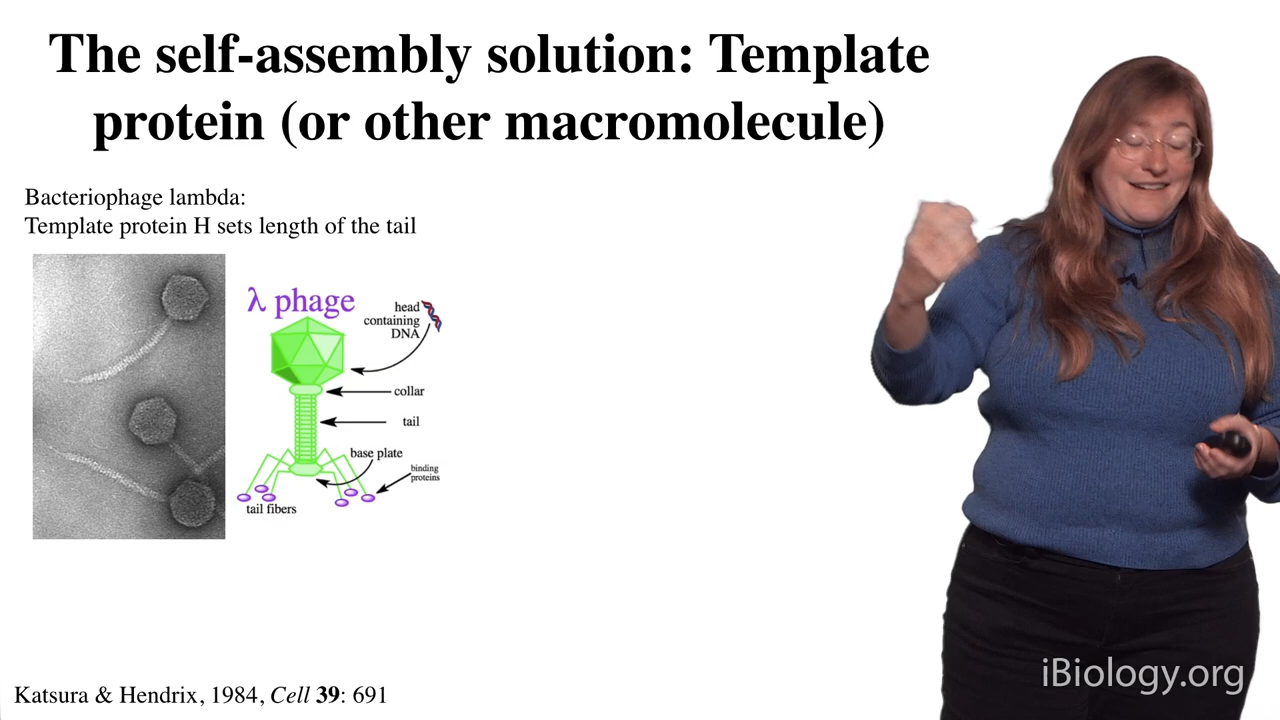 The self-assembly solution: Template
protein (or other macromolecule)
Bacteriophage lambda:
Template protein H sets length of the tail
λ phage
head
containing
DNA
collar
tail
base plate
binding
proteins
tail fibers
Katsura & Hendrix, 1984, Cell 39: 691
iBiology.org